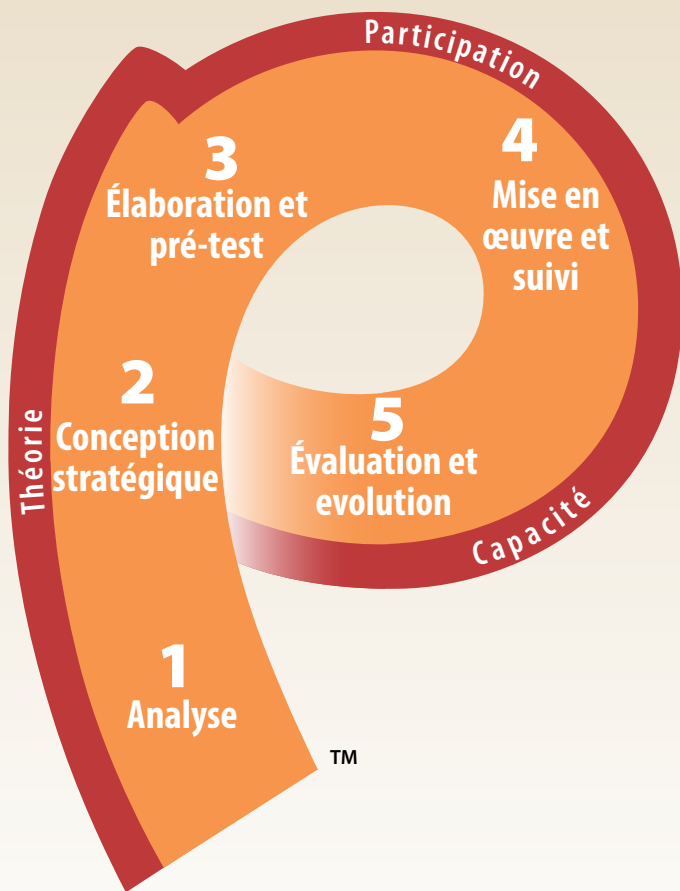 Participation
3
Élaboration et
pré-test
4
Mise en
œuvre et
suivi
2
Conception
stratégique
Théorie
5
Évaluation et
evolution
Capacité
1
Analyse
TM